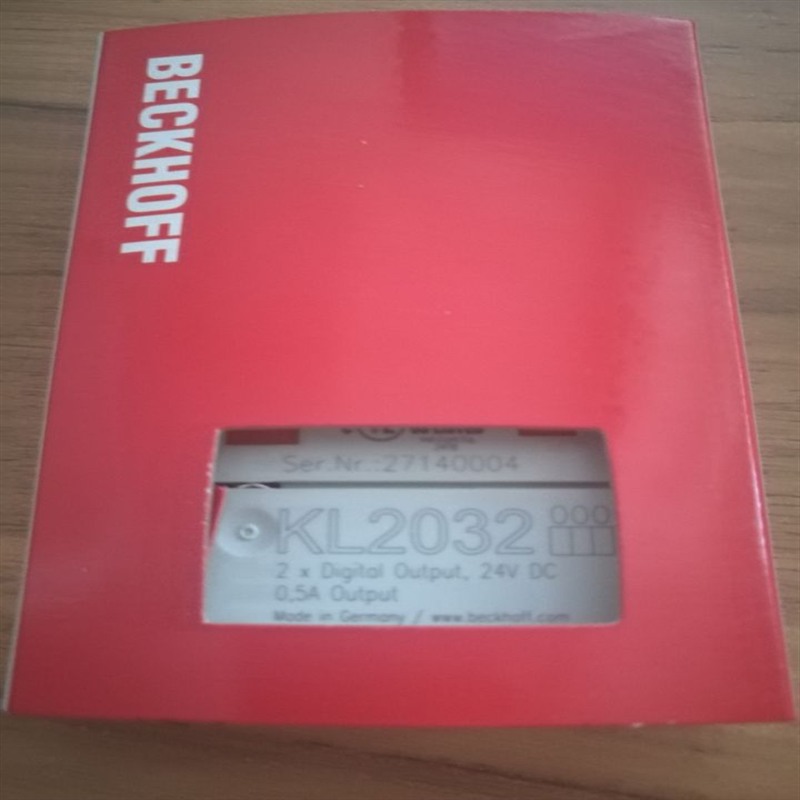 BECKHOFF
Ser.Nr.:27140004
KL2032
2 x Digital Output, 24V DC
0,5A Output
Made in Germany / www.beckhoff.com